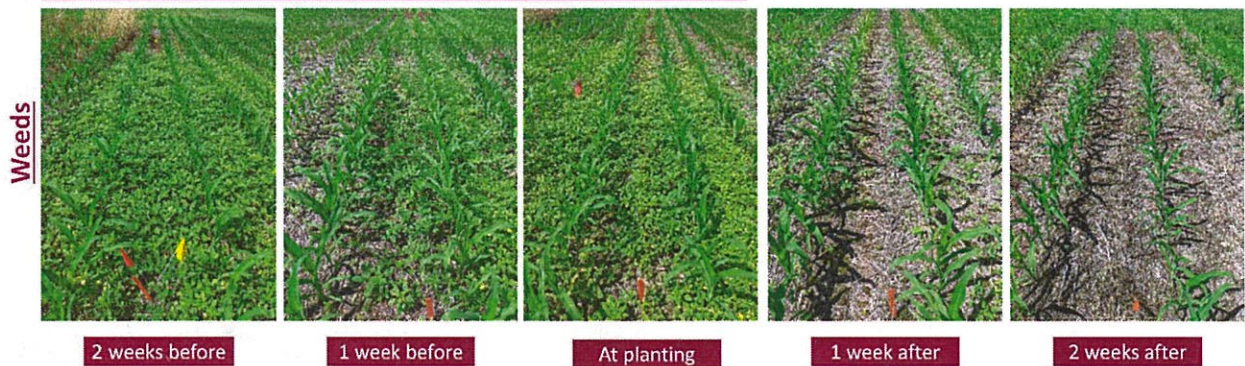 Weeds
2 weeks before
1 week before
At planting
1 week after
2 weeks after